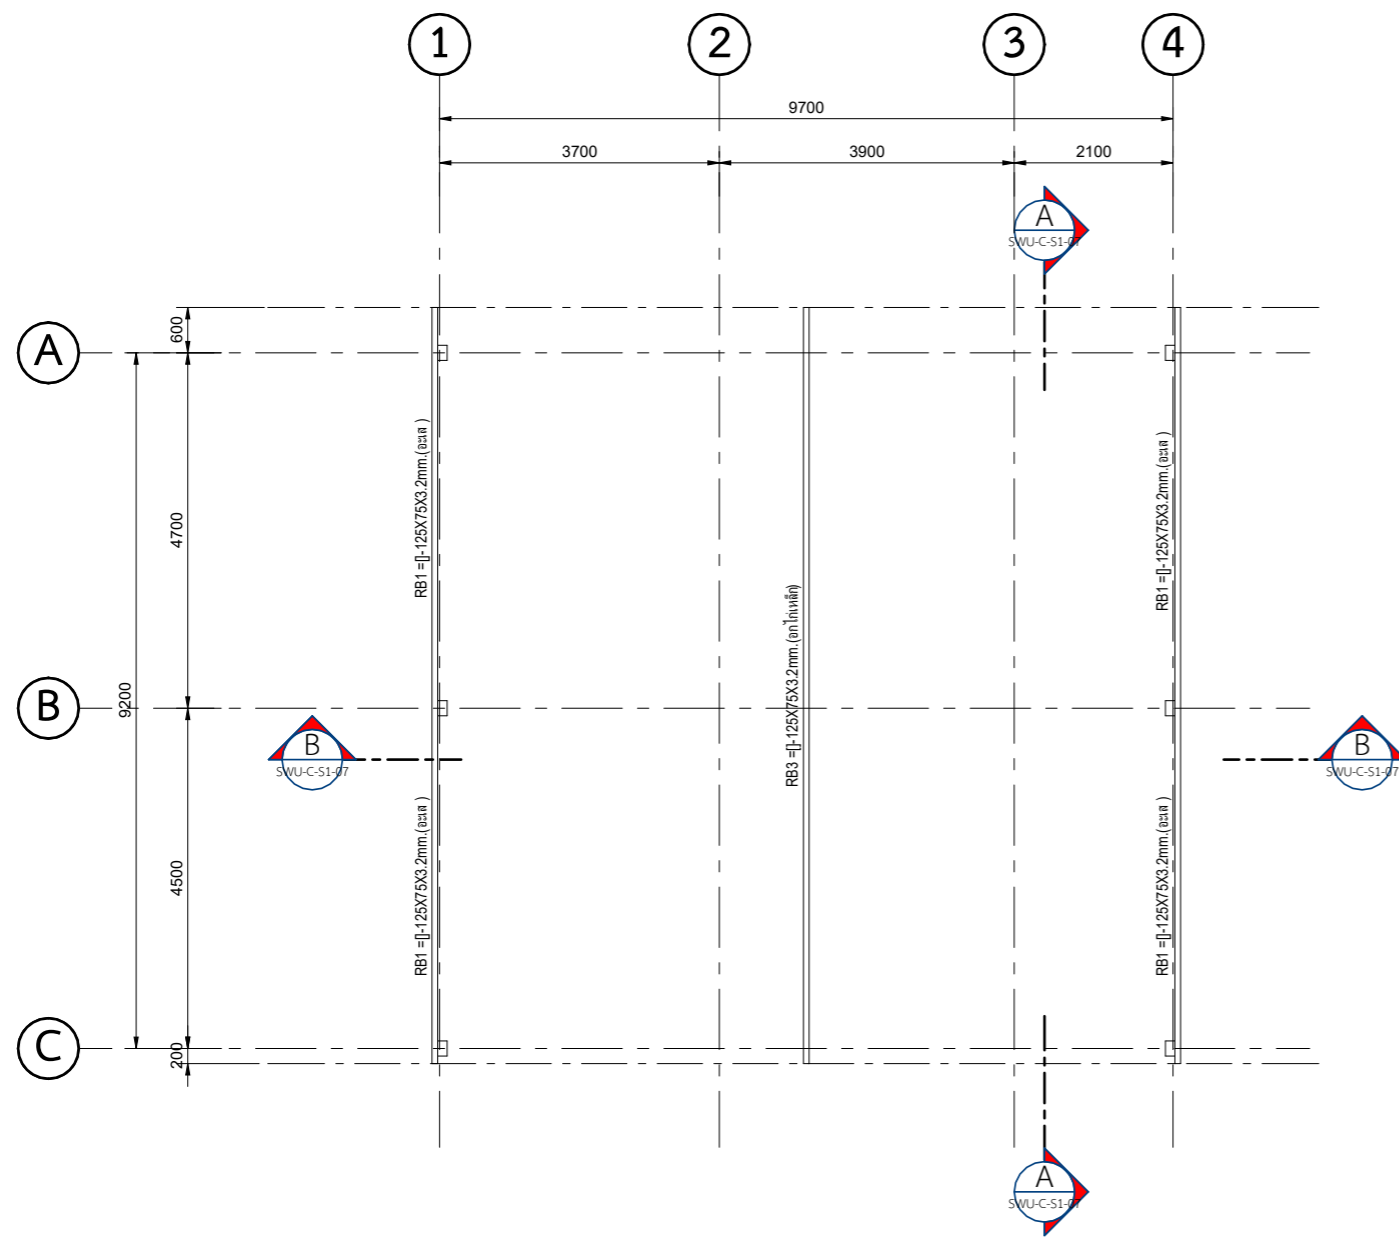 1 2 3 4
9700
3700 3900 2100
A
SWU-C-S1-07
600
A
4700
RB1 =[]-125X75X3.2mm.(อะเส )
RB1 =[]-125X75X3.2mm.(อะเส )
RB3 =[]-125X75X3.2mm.(อกไก่เหล็ก)
B
9200
B
SWU-C-S1-07
B
SWU-C-S1-07
4500
RB1 =[]-125X75X3.2mm.(อะเส )
RB1 =[]-125X75X3.2mm.(อะเส )
C
200
A
SWU-C-S1-07